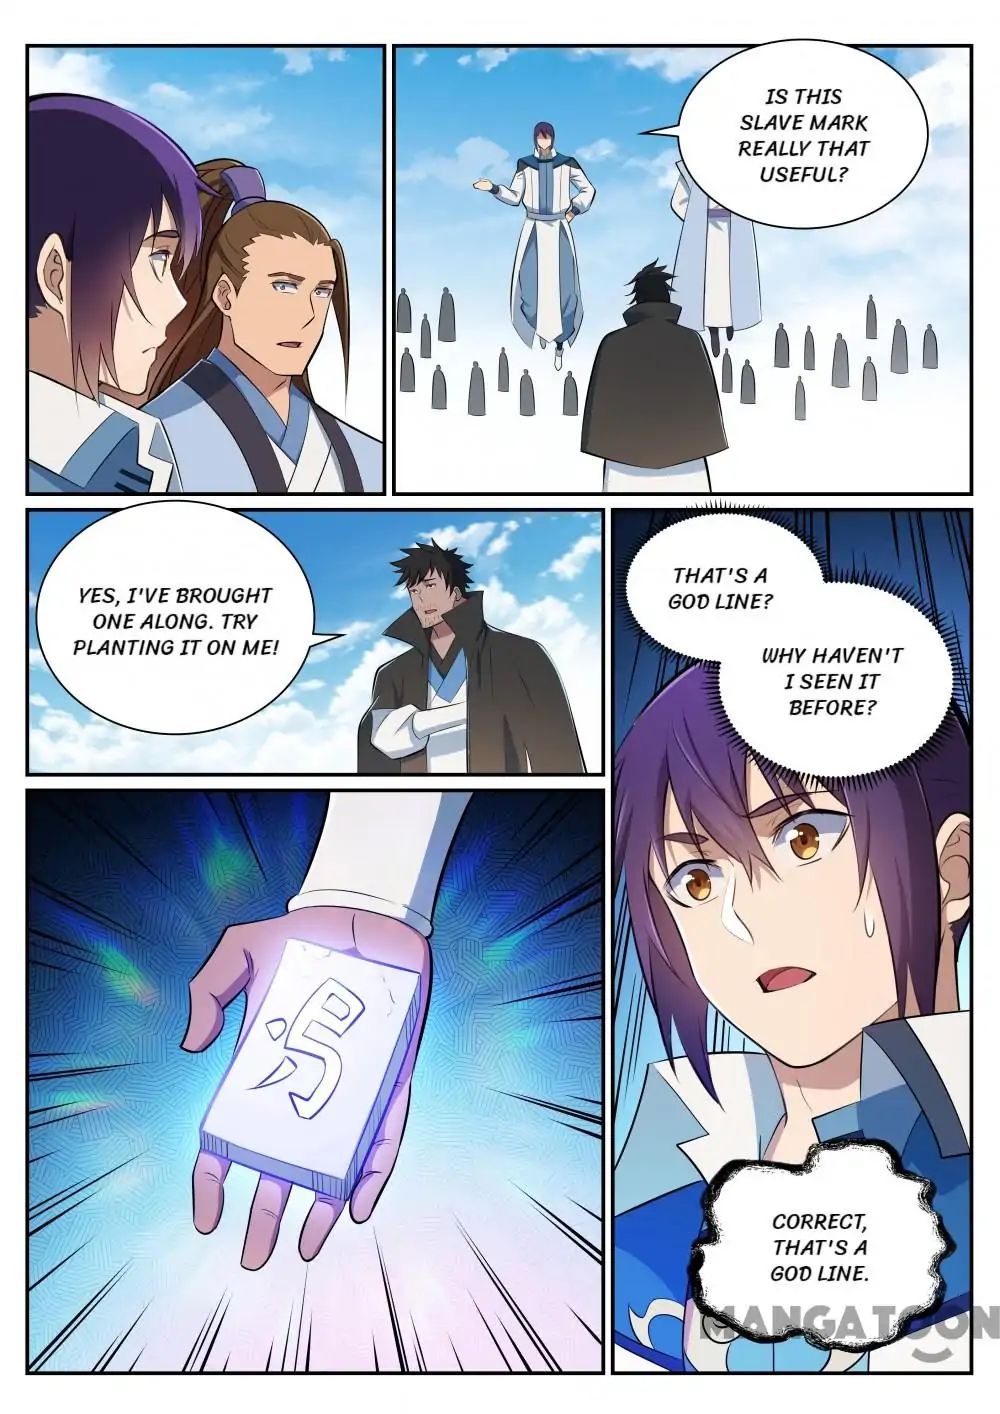 IS THIS
SLAVE MARK
REALLY THAT
USEFUL?
YES, I'VE BROUGHT
ONE ALONG. TRY
PLANTING IT ON ME!
THAT'S A
GOD LINE?
WHY HAVEN'T
I SEEN IT
BEFORE?
CORRECT,
THAT'S A
GOD LINE.
MANGATOON